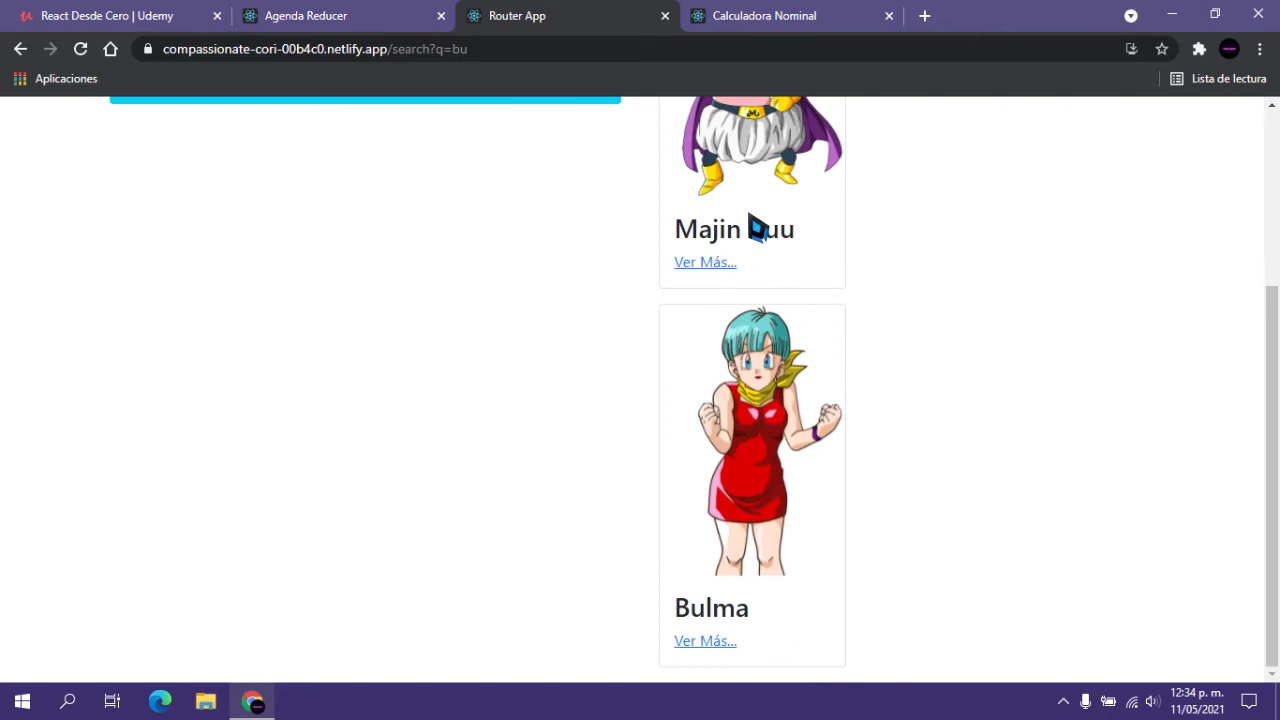 React Desde Cero | Udemy
Agenda Reducer
Router App
Calculadora Nominal
compassionate-cori-00b4c0.netlify.app/search?q=bu
Aplicaciones
Lista de lectura
Majin uu
Ver Más...
Bulma
Ver Más...
12:34 p. m.
11/05/2021